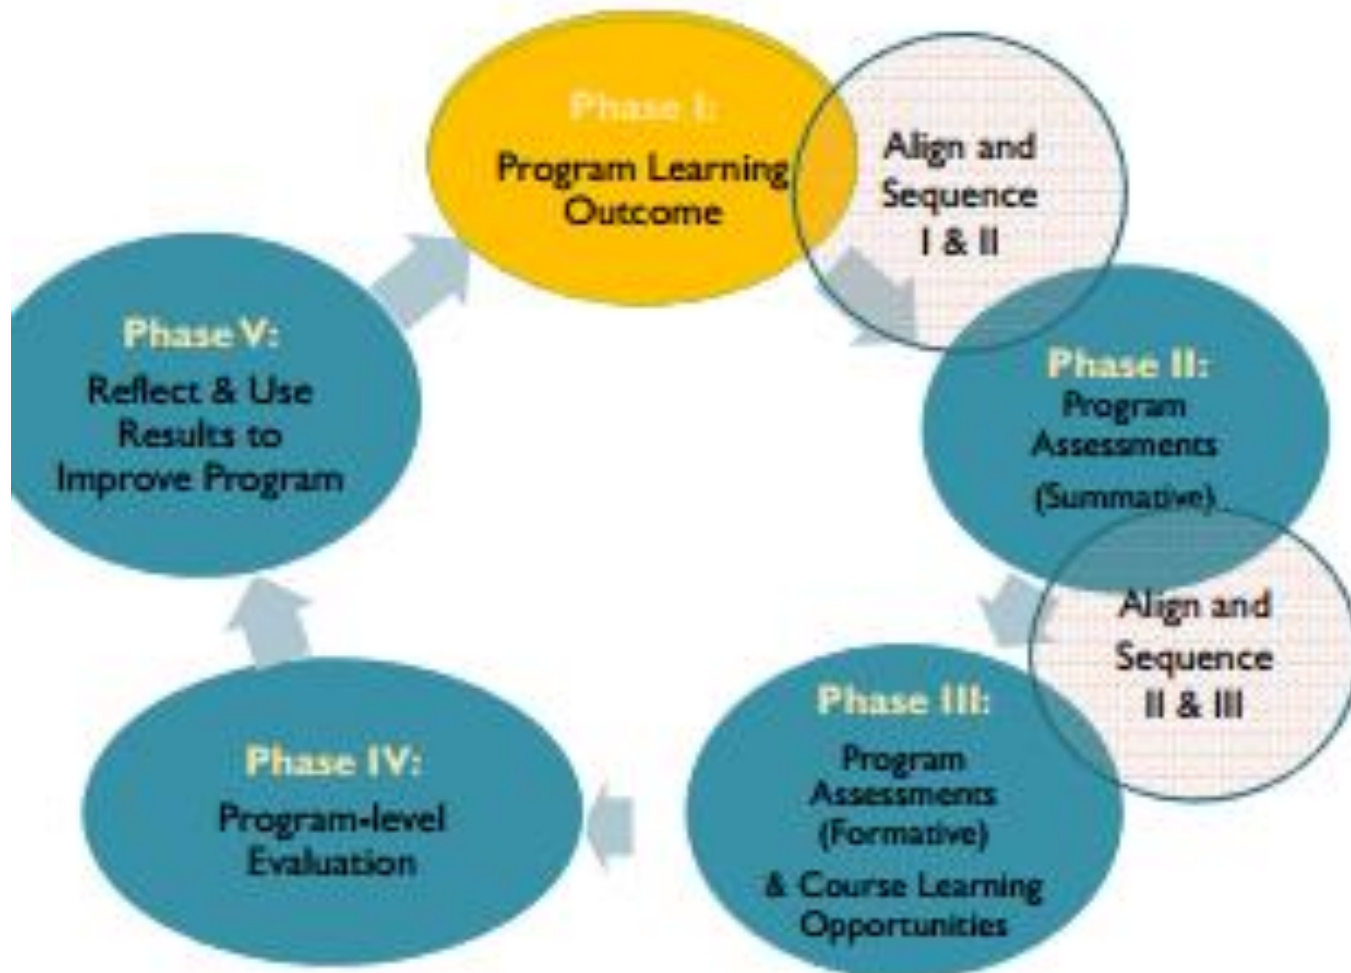 Phase I:
Program Learning
Outcome
Align and
Sequence
I & II
Phase II:
Program
Assessments
(Summative)
Align and
Sequence
II & III
Phase III:
Program
Assessments
(Formative)
& Course Learning
Opportunities
Phase IV:
Program-level
Evaluation
Phase V:
Reflect & Use
Results to
Improve Program